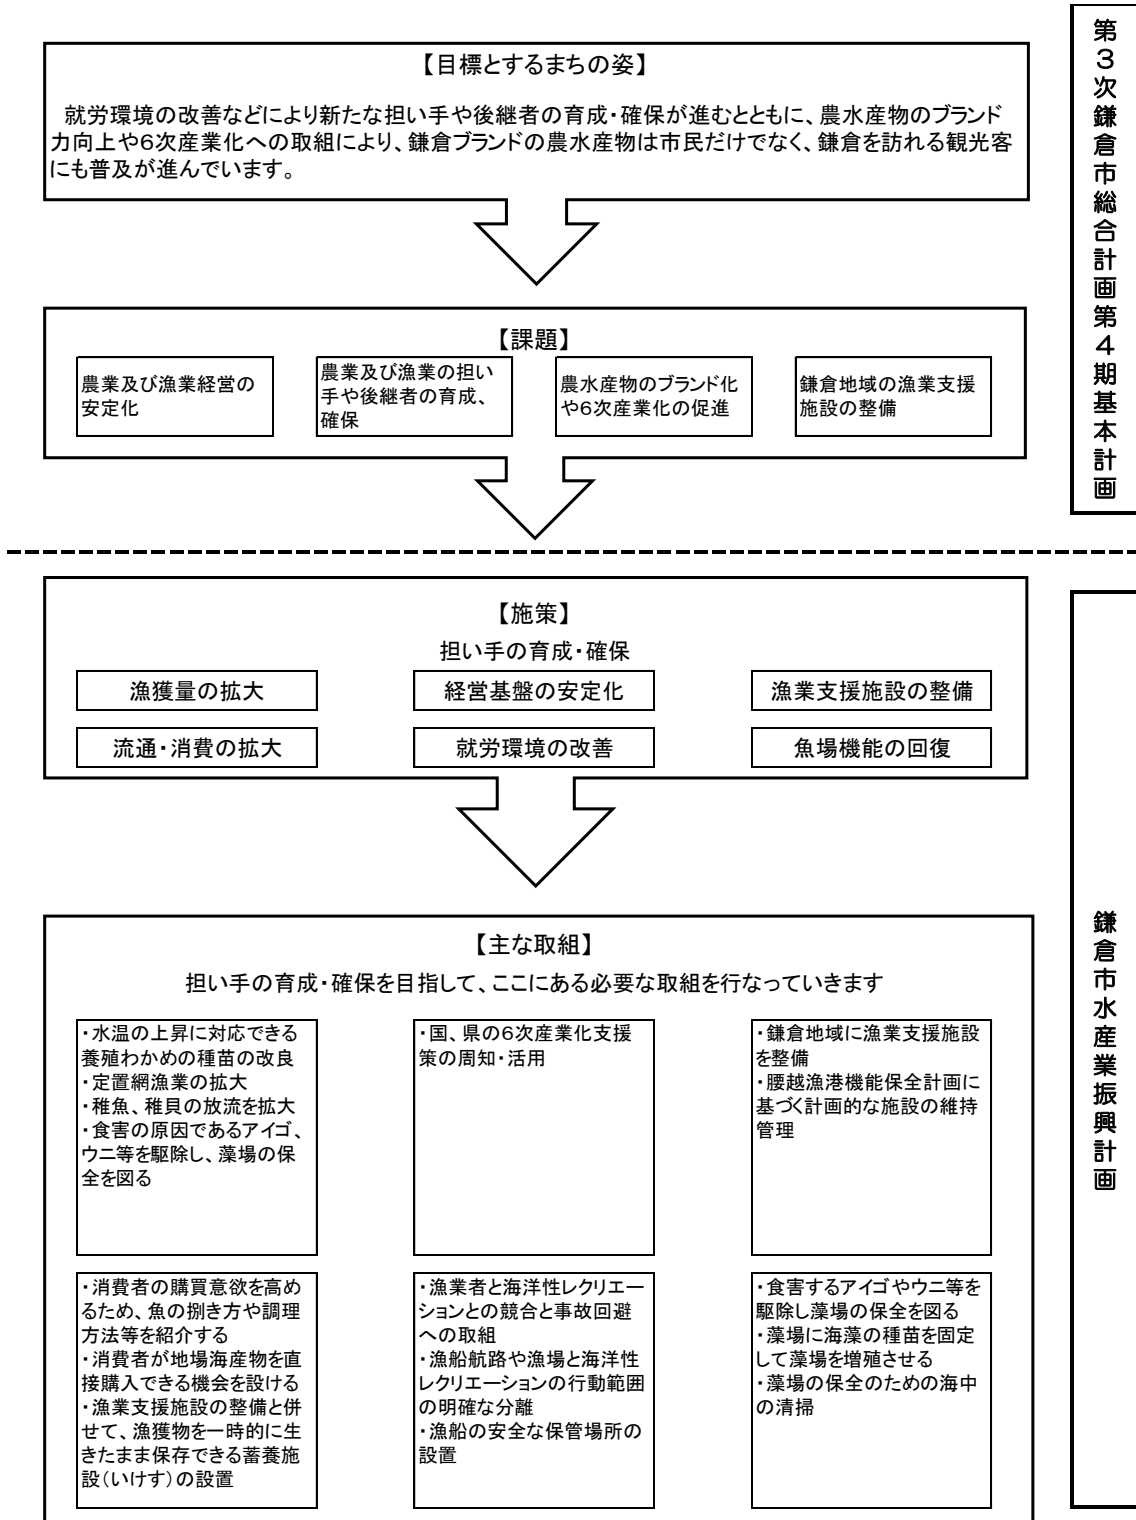 【目標とするまちの姿】
就労環境の改善などにより新たな担い手や後継者の育成・確保が進むとともに、農水産物のブランド
力向上や6次産業化への取組により、鎌倉ブランドの農水産物は市民だけでなく、鎌倉を訪れる観光客
にも普及が進んでいます。
【課題】
農業及び漁業経営の
安定化
農業及び漁業の担い
手や後継者の育成、
確保
農水産物のブランド化
や6次産業化の促進
鎌倉地域の漁業支援
施設の整備
第3次鎌倉市総合計画第4期基本計画
【施策】
担い手の育成・確保
漁獲量の拡大
経営基盤の安定化
漁業支援施設の整備
流通・消費の拡大
就労環境の改善
魚場機能の回復
【主な取組】
担い手の育成・確保を目指して、ここにある必要な取組を行なっていきます
・水温の上昇に対応できる
養殖わかめの種苗の改良
・定置網漁業の拡大
・稚魚、稚貝の放流を拡大
・食害の原因であるアイゴ、
ウニ等を駆除し、藻場の保
全を図る
・国、県の6次産業化支援
策の周知・活用
・鎌倉地域に漁業支援施設
を整備
・腰越漁港機能保全計画に
基づく計画的な施設の維持
管理
・消費者の購買意欲を高め
るため、魚の捌き方や調理
方法等を紹介する
・消費者が地場海産物を直
接購入できる機会を設ける
・漁業支援施設の整備と併
せて、漁獲物を一時的に生
きたまま保存できる蓄養施
設(いけす)の設置
・漁業者と海洋性レクリエー
ションとの競合と事故回避
への取組
・漁船航路や漁場と海洋性
レクリエーションの行動範囲
の明確な分離
・漁船の安全な保管場所の
設置
・食害するアイゴやウニ等を
駆除し藻場の保全を図る
・藻場に海藻の種苗を固定
して藻場を増殖させる
・藻場の保全のための海中
の清掃
鎌倉市水産業振興計画